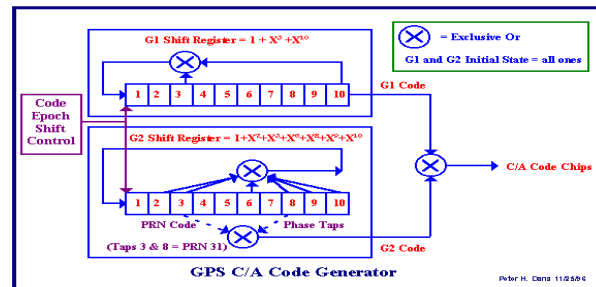 G1 Shift Register = 1 + X³ + X¹⁰
= Exclusive Or
G1 and G2 Initial State = all ones
1 2 3 4 5 6 7 8 9 10
G1 Code
Code
Epoch
Shift
Control
G2 Shift Register = 1+X²+X³+X⁶+X⁸+X⁹+X¹⁰
C/A Code Chips
1 2 3 4 5 6 7 8 9 10
PRN Code Phase Taps
(Taps 3 & 8 = PRN 31)
G2 Code
GPS C/A Code Generator
Peter H. Dana 11/25/96